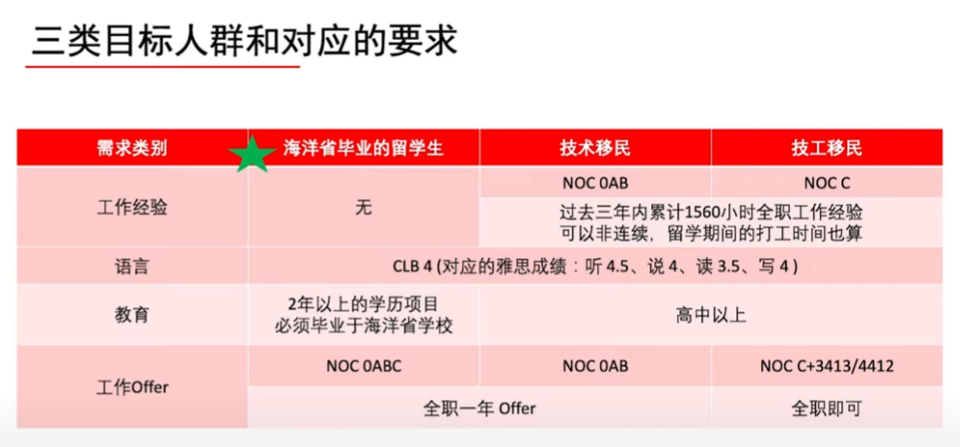 三类目标人群和对应的要求
需求类别 海洋省毕业的留学生 技术移民 技工移民
工作经验 无 NOC 0AB NOC C
过去三年内累计1560小时全职工作经验
可以非连续，留学期间的打工时间也算
语言 CLB 4 (对应的雅思成绩：听 4.5、说 4、读 3.5、写 4 )
教育 2年以上的学历项目
必须毕业于海洋省学校
高中以上
工作Offer NOC 0ABC NOC 0AB NOC C+3413/4412
全职一年 Offer 全职即可